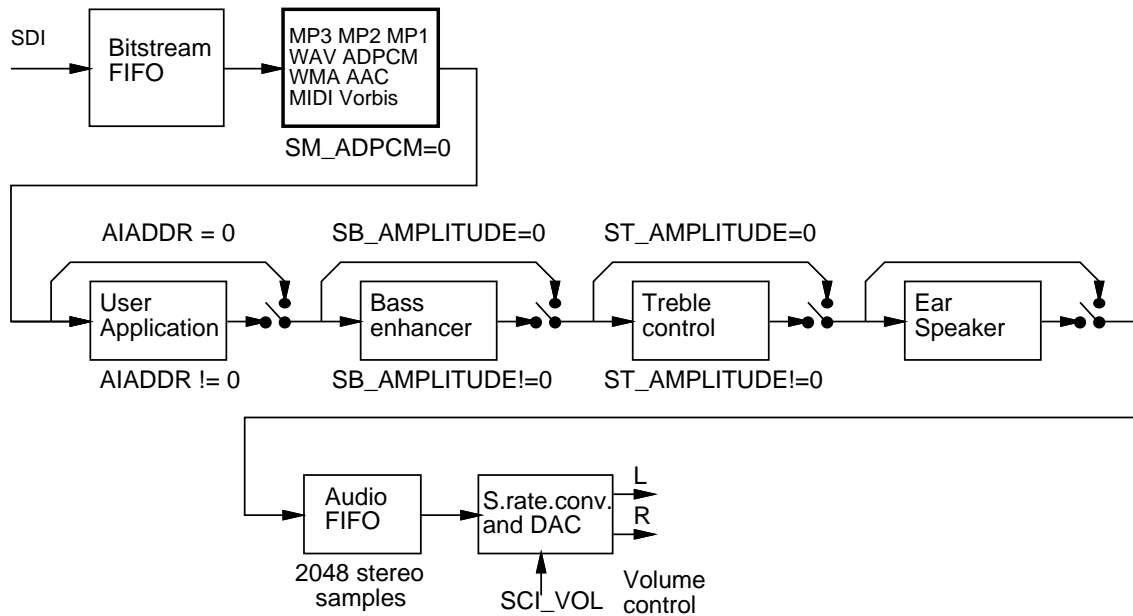 SDI
Bitstream
FIFO
MP3 MP2 MP1
WAV ADPCM
WMA AAC
MIDI Vorbis
SM_ADPCM=0
AIADDR = 0
SB_AMPLITUDE=0
ST_AMPLITUDE=0
User
Application
Bass
enhancer
Treble
control
Ear
Speaker
AIADDR != 0
SB_AMPLITUDE!=0
ST_AMPLITUDE!=0
Audio
FIFO
S.rate.conv.
and DAC
L
R
2048 stereo
samples
SCI_VOL
Volume
control